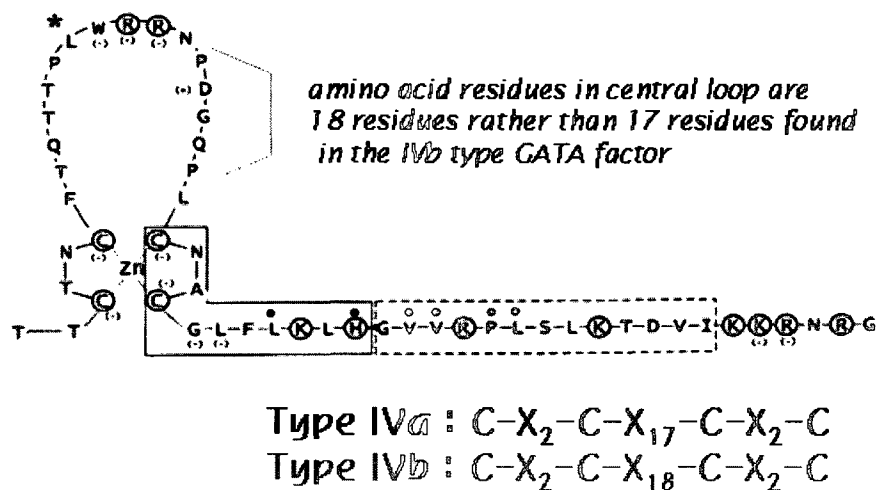 T—T—C—T—N—C—F—T—Q—T—T—P—L—W—R—R—N—P—D—G—Q—P—L—C—N—A—C—G—L—F—L—K—L—H—G—V—V—R—P—L—S—L—K—T—D—V—I—K—K—R—N—R—G
*
(-) (-) (-)
Zn
(-) (-) (-) (-) (-) (-) (-) (-)
amino acid residues in central loop are
18 residues rather than 17 residues found
in the IVb type GATA factor
Type IVa : C-X2-C-X17-C-X2-C
Type IVb : C-X2-C-X18-C-X2-C